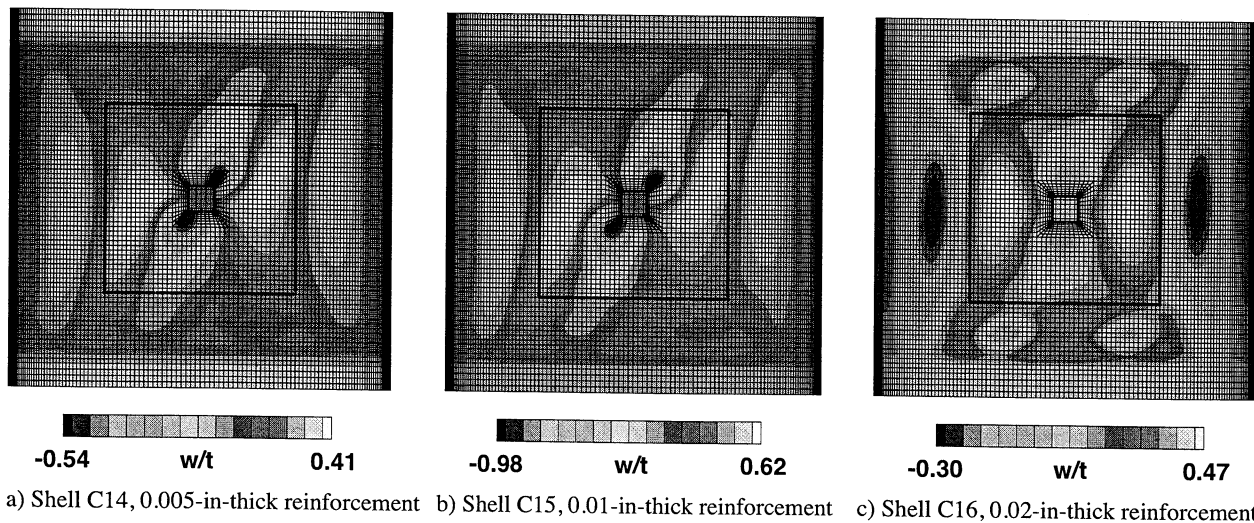 -0.54 w/t 0.41
-0.98 w/t 0.62
-0.30 w/t 0.47
a) Shell C14, 0.005-in-thick reinforcement
b) Shell C15, 0.01-in-thick reinforcement
c) Shell C16, 0.02-in-thick reinforcement